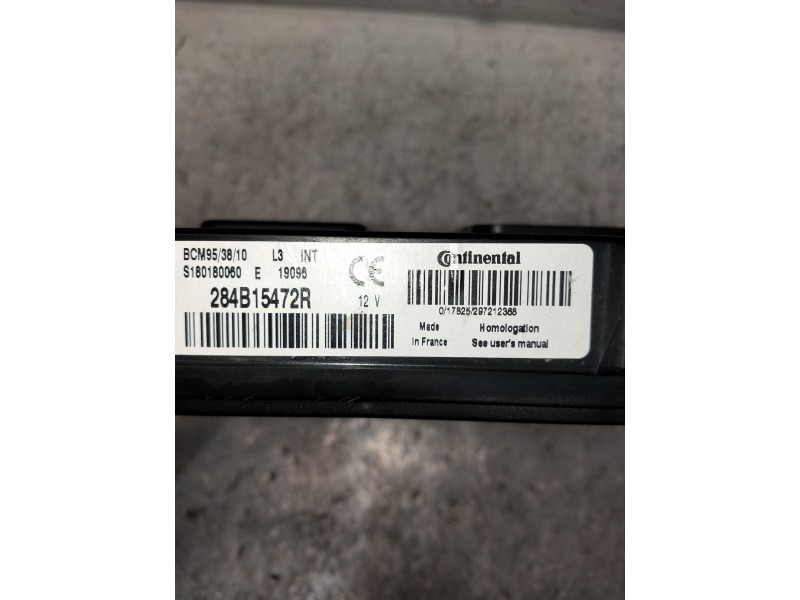 BCM95/38/10 L3 INT
S180180060 E 19096
284B15472R
CE
12 V
Continental
0/17825/297212368
Made
in France
Homologation
See user's manual